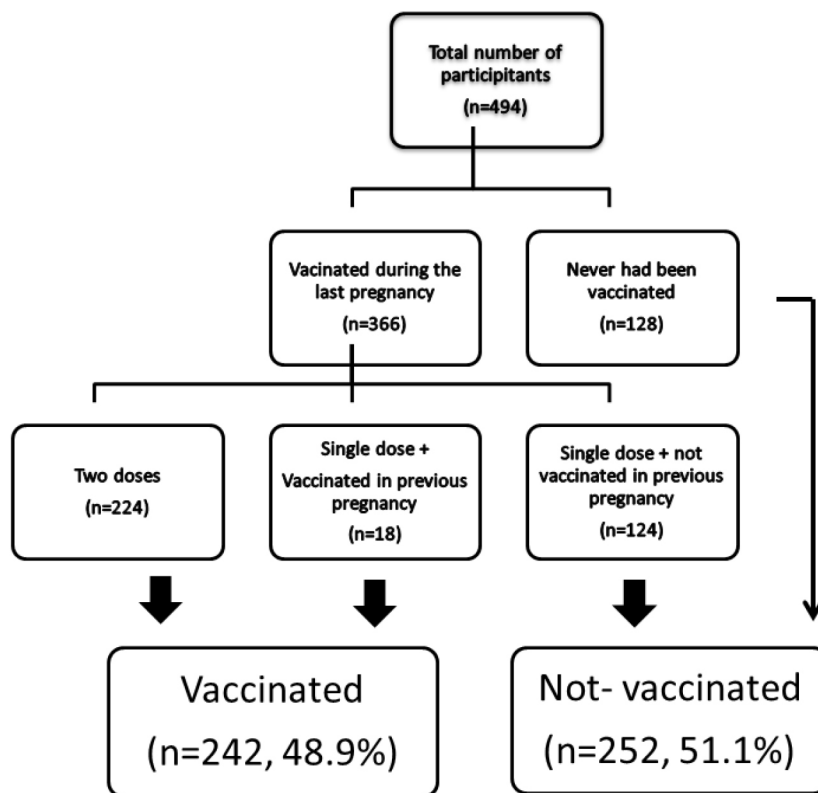 Total number of
participitants
(n=494)
Vacinated during the
last pregnancy
(n=366)
Never had been
vaccinated
(n=128)
Two doses
(n=224)
Single dose +
Vaccinated in previous
pregnancy
(n=18)
Single dose + not
vaccinated in previous
pregnancy
(n=124)
Vaccinated
(n=242, 48.9%)
Not- vaccinated
(n=252, 51.1%)